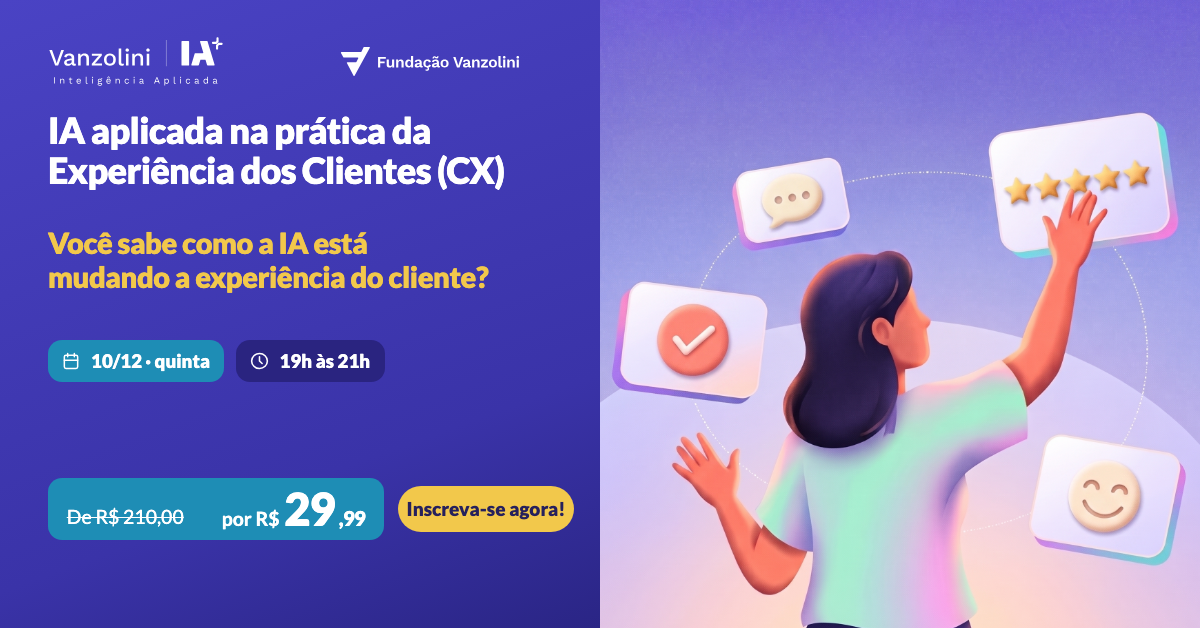 Vanzolini IA+
Inteligência Aplicada
Fundação Vanzolini
IA aplicada na prática da
Experiência dos Clientes (CX)
Você sabe como a IA está
mudando a experiência do cliente?
10/12 · quinta
19h às 21h
De R$ 210,00 por R$ 29,99
Inscreva-se agora!